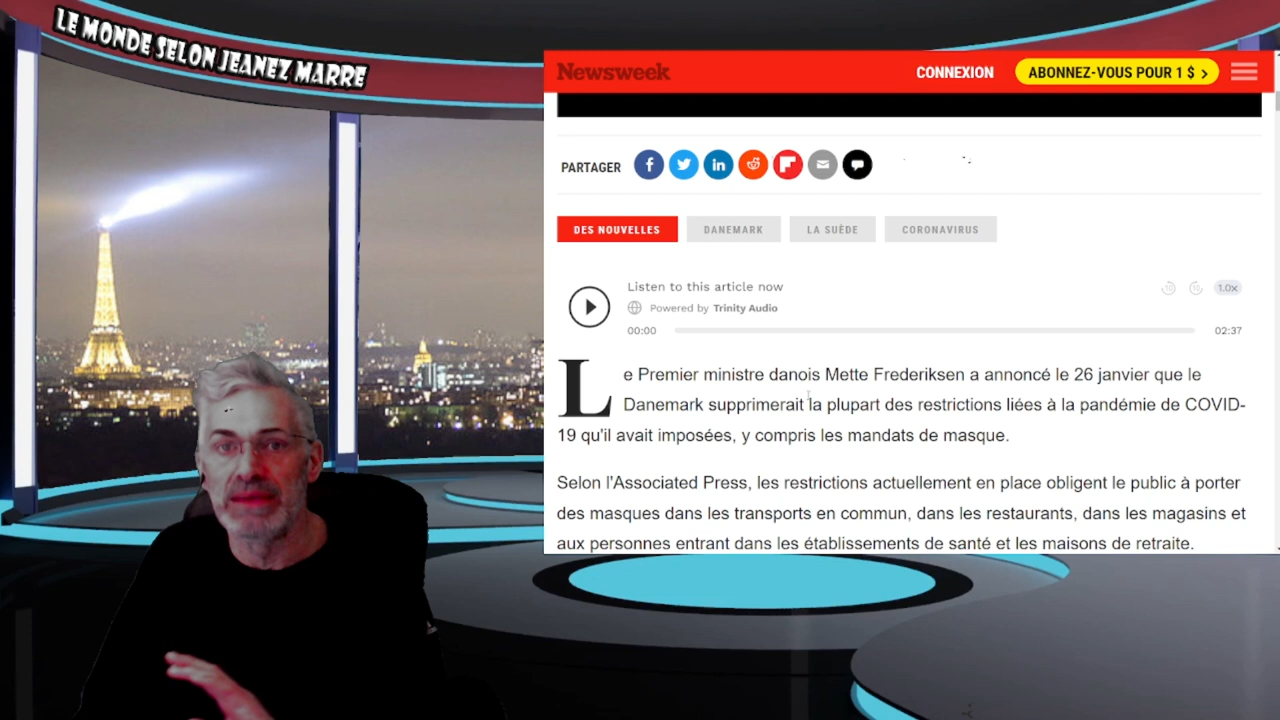 LE MONDE SELON JEANEZ MARRE
Newsweek
CONNEXION
ABONNEZ-VOUS POUR 1 $ >
PARTAGER
DES NOUVELLES
DANEMARK
LA SUÈDE
CORONAVIRUS
Listen to this article now
Powered by Trinity Audio
1.0x
00:00
02:37
Le Premier ministre danois Mette Frederiksen a annoncé le 26 janvier que le
Danemark supprimerait la plupart des restrictions liées à la pandémie de COVID-
19 qu'il avait imposées, y compris les mandats de masque.
Selon l'Associated Press, les restrictions actuellement en place obligent le public à porter
des masques dans les transports en commun, dans les restaurants, dans les magasins et
aux personnes entrant dans les établissements de santé et les maisons de retraite.